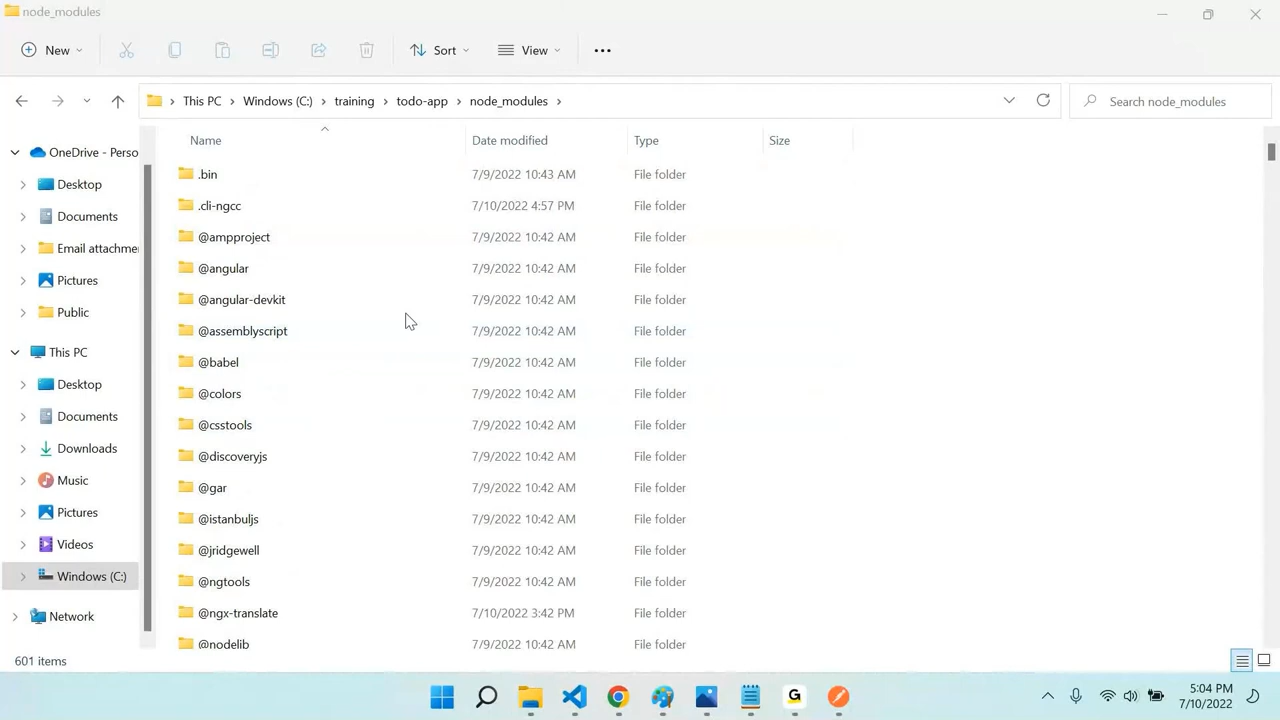 node_modules
New
Sort
View
This PC
Windows (C:)
training
todo-app
node_modules
Search node_modules
Name
Date modified
Type
Size
OneDrive - Perso
Desktop
Documents
Email attachme
Pictures
Public
This PC
Desktop
Documents
Downloads
Music
Pictures
Videos
Windows (C:)
Network
.bin 7/9/2022 10:43 AM File folder
.cli-ngcc 7/10/2022 4:57 PM File folder
@ampproject 7/9/2022 10:42 AM File folder
@angular 7/9/2022 10:42 AM File folder
@angular-devkit 7/9/2022 10:42 AM File folder
@assemblyscript 7/9/2022 10:42 AM File folder
@babel 7/9/2022 10:42 AM File folder
@colors 7/9/2022 10:42 AM File folder
@csstools 7/9/2022 10:42 AM File folder
@discoveryjs 7/9/2022 10:42 AM File folder
@gar 7/9/2022 10:42 AM File folder
@istanbuljs 7/9/2022 10:42 AM File folder
@jridgewell 7/9/2022 10:42 AM File folder
@ngtools 7/9/2022 10:42 AM File folder
@ngx-translate 7/10/2022 3:42 PM File folder
@nodelib 7/9/2022 10:42 AM File folder
601 items
G
5:04 PM
7/10/2022